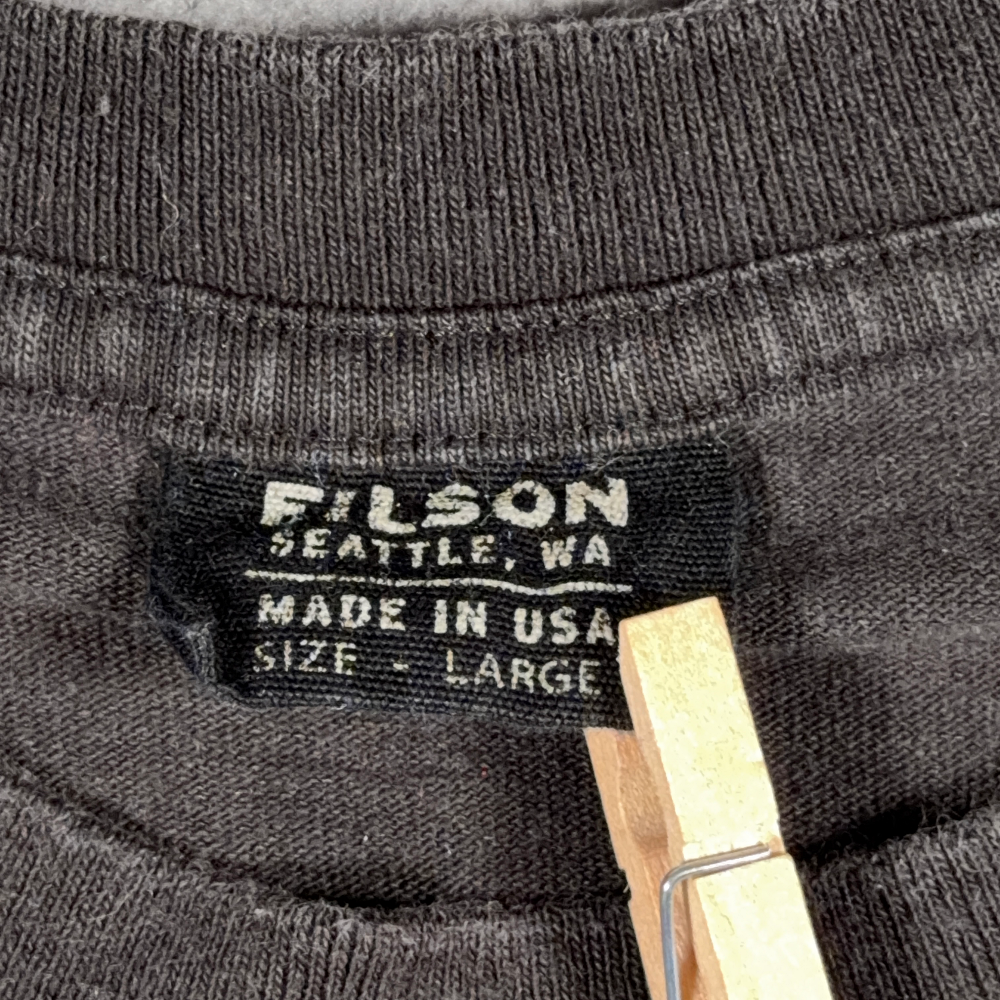 FILSON
SEATTLE, WA
MADE IN USA
SIZE - LARGE